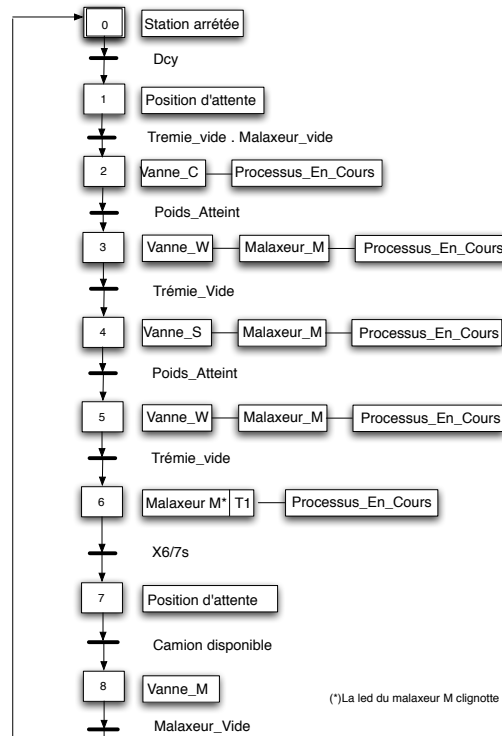 0 Station arrétée
Dcy
1 Position d'attente
Tremie_vide . Malaxeur_vide
2 Vanne_C Processus_En_Cours
Poids_Atteint
3 Vanne_W Malaxeur_M Processus_En_Cours
Trémie_Vide
4 Vanne_S Malaxeur_M Processus_En_Cours
Poids_Atteint
5 Vanne_W Malaxeur_M Processus_En_Cours
Trémie_vide
6 Malaxeur M* T1 Processus_En_Cours
X6/7s
7 Position d'attente
Camion disponible
8 Vanne_M
(*)La led du malaxeur M clignotte
Malaxeur_Vide